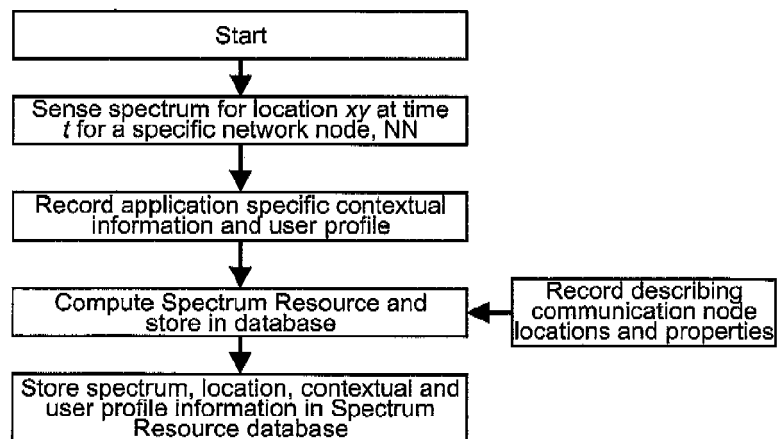 Start
Sense spectrum for location xy at time
t for a specific network node, NN
Record application specific contextual
information and user profile
Compute Spectrum Resource and
store in database
Record describing
communication node
locations and properties
Store spectrum, location, contextual and
user profile information in Spectrum
Resource database